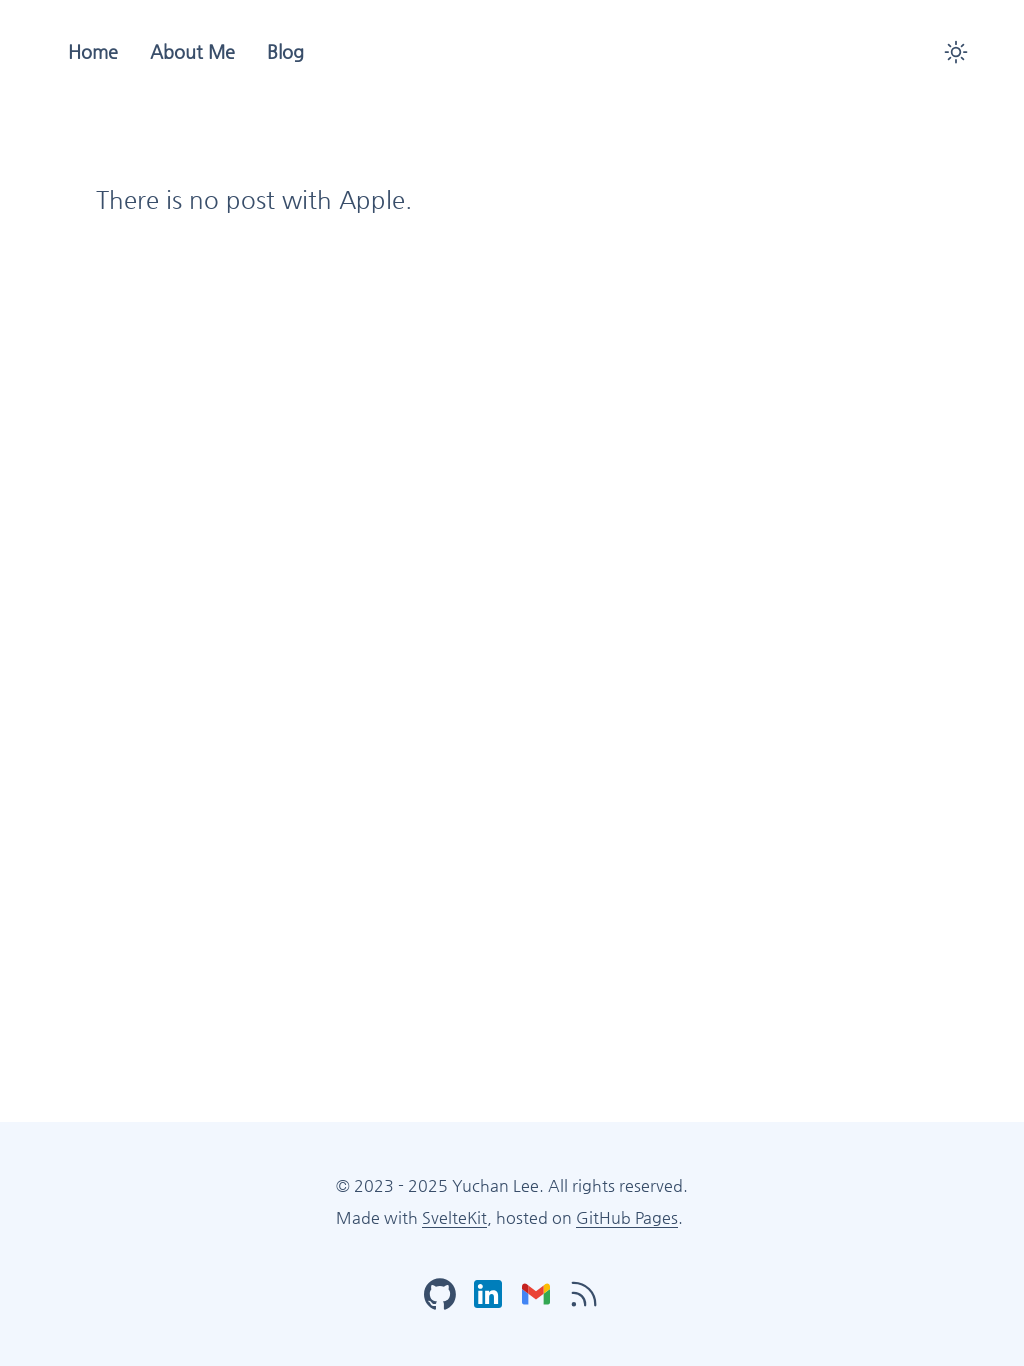 Home
About Me
Blog
There is no post with Apple.
© 2023 - 2025 Yuchan Lee. All rights reserved.
Made with SvelteKit, hosted on GitHub Pages.
in